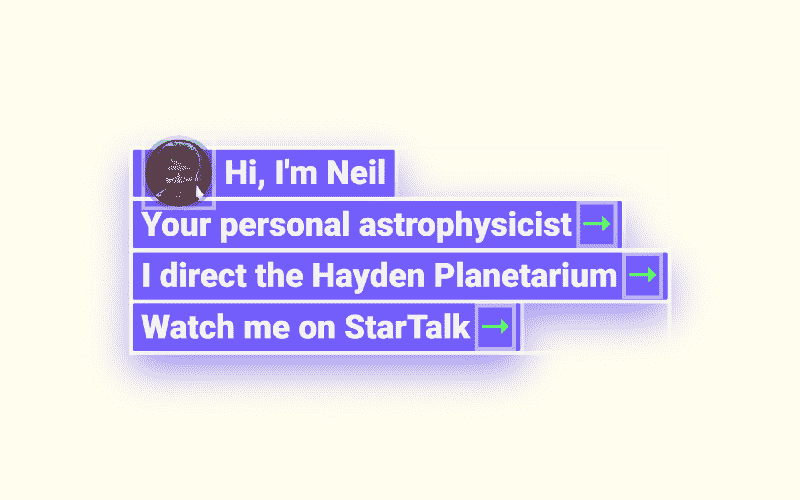 Hi, I'm Neil
Your personal astrophysicist →
I direct the Hayden Planetarium →
Watch me on StarTalk →